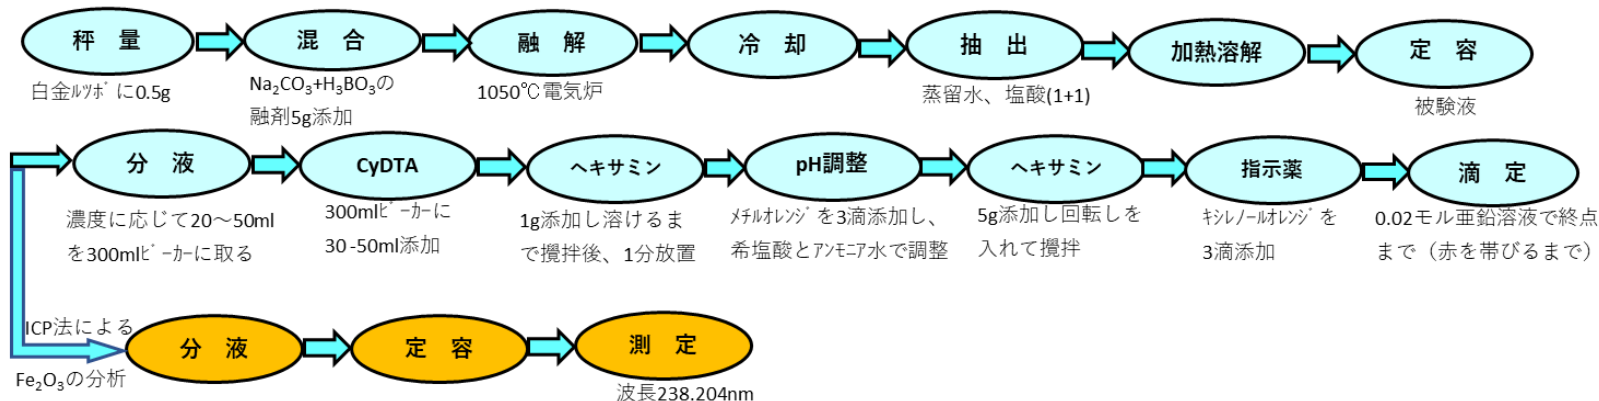 秤　量
混　合
融　解
冷　却
抽　出
加熱溶解
定　容
白金ﾙﾂﾎﾞに0.5g
Na₂CO₃+H₃BO₃の
融剤5g添加
1050℃電気炉
蒸留水、塩酸(1+1)
被験液
分　液
CyDTA
ヘキサミン
pH調整
ヘキサミン
指示薬
滴　定
濃度に応じて20～50ml
を300mlﾋﾞｰｶｰに取る
300mlﾋﾞｰｶｰに
30 -50ml添加
1g添加し溶けるま
で攪拌後、1分放置
ﾒﾁﾙｵﾚﾝｼﾞを3滴添加し、
希塩酸とｱﾝﾓﾆｱ水で調整
5g添加し回転しを
入れて攪拌
ｷｼﾚﾉｰﾙｵﾚﾝｼﾞを
3滴添加
0.02モル亜鉛溶液で終点
まで（赤を帯びるまで）
ICP法による
Fe₂O₃の分析
分　液
定　容
測　定
波長238.204nm